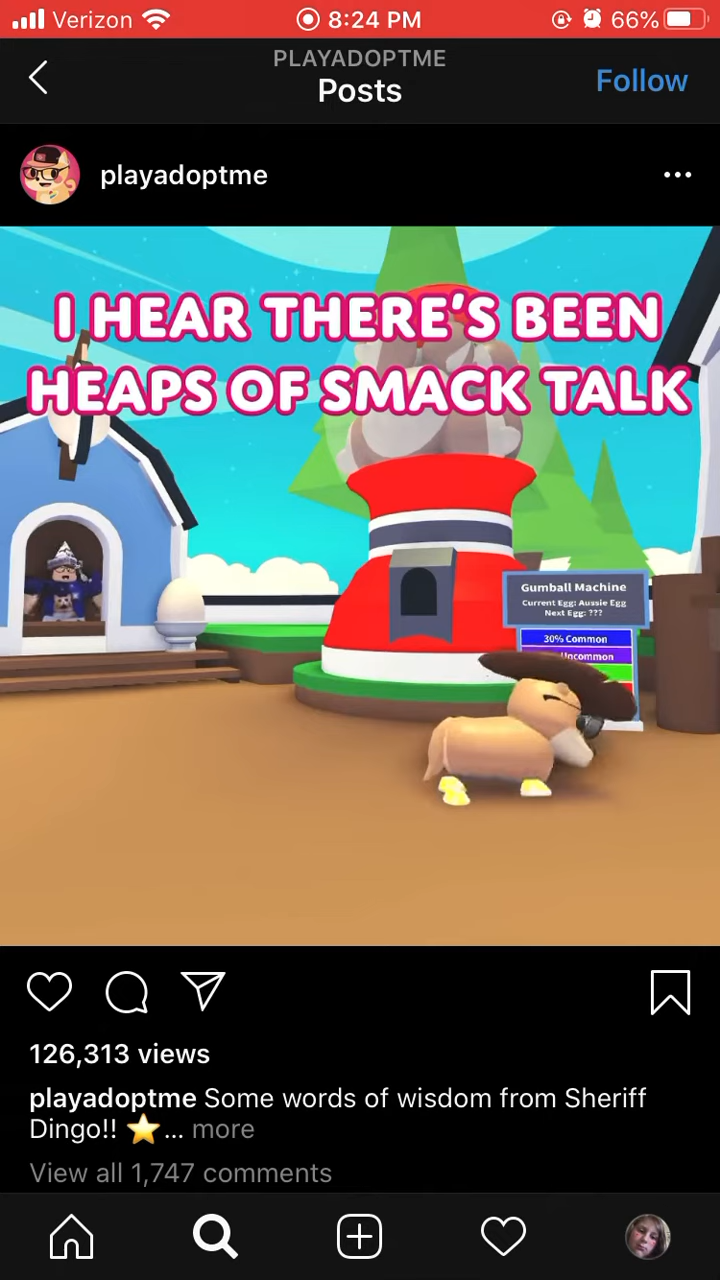 Verizon 8:24 PM 66%
PLAYADOPTME
Posts
Follow
playadoptme
I HEAR THERE'S BEEN
HEAPS OF SMACK TALK
Gumball Machine
Current Egg: Aussie Egg
Next Egg: ???
30% Common
Uncommon
126,313 views
playadoptme Some words of wisdom from Sheriff
Dingo!! ⭐... more
View all 1,747 comments